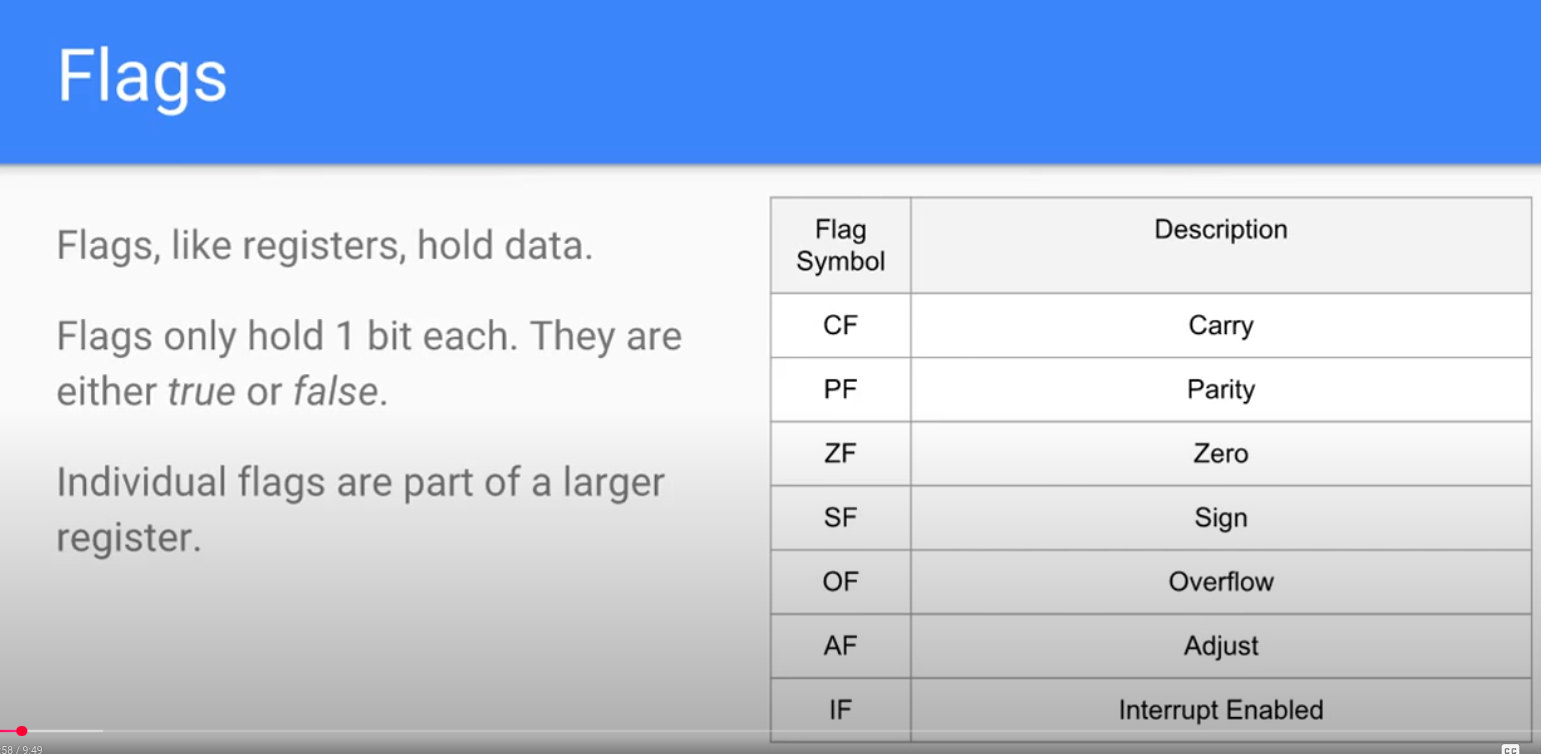 Flags
Flags, like registers, hold data.
Flags only hold 1 bit each. They are
either true or false.
Individual flags are part of a larger
register.
Flag
Symbol
Description
CF
Carry
PF
Parity
ZF
Zero
SF
Sign
OF
Overflow
AF
Adjust
IF
Interrupt Enabled
:58 / 9:49
CC